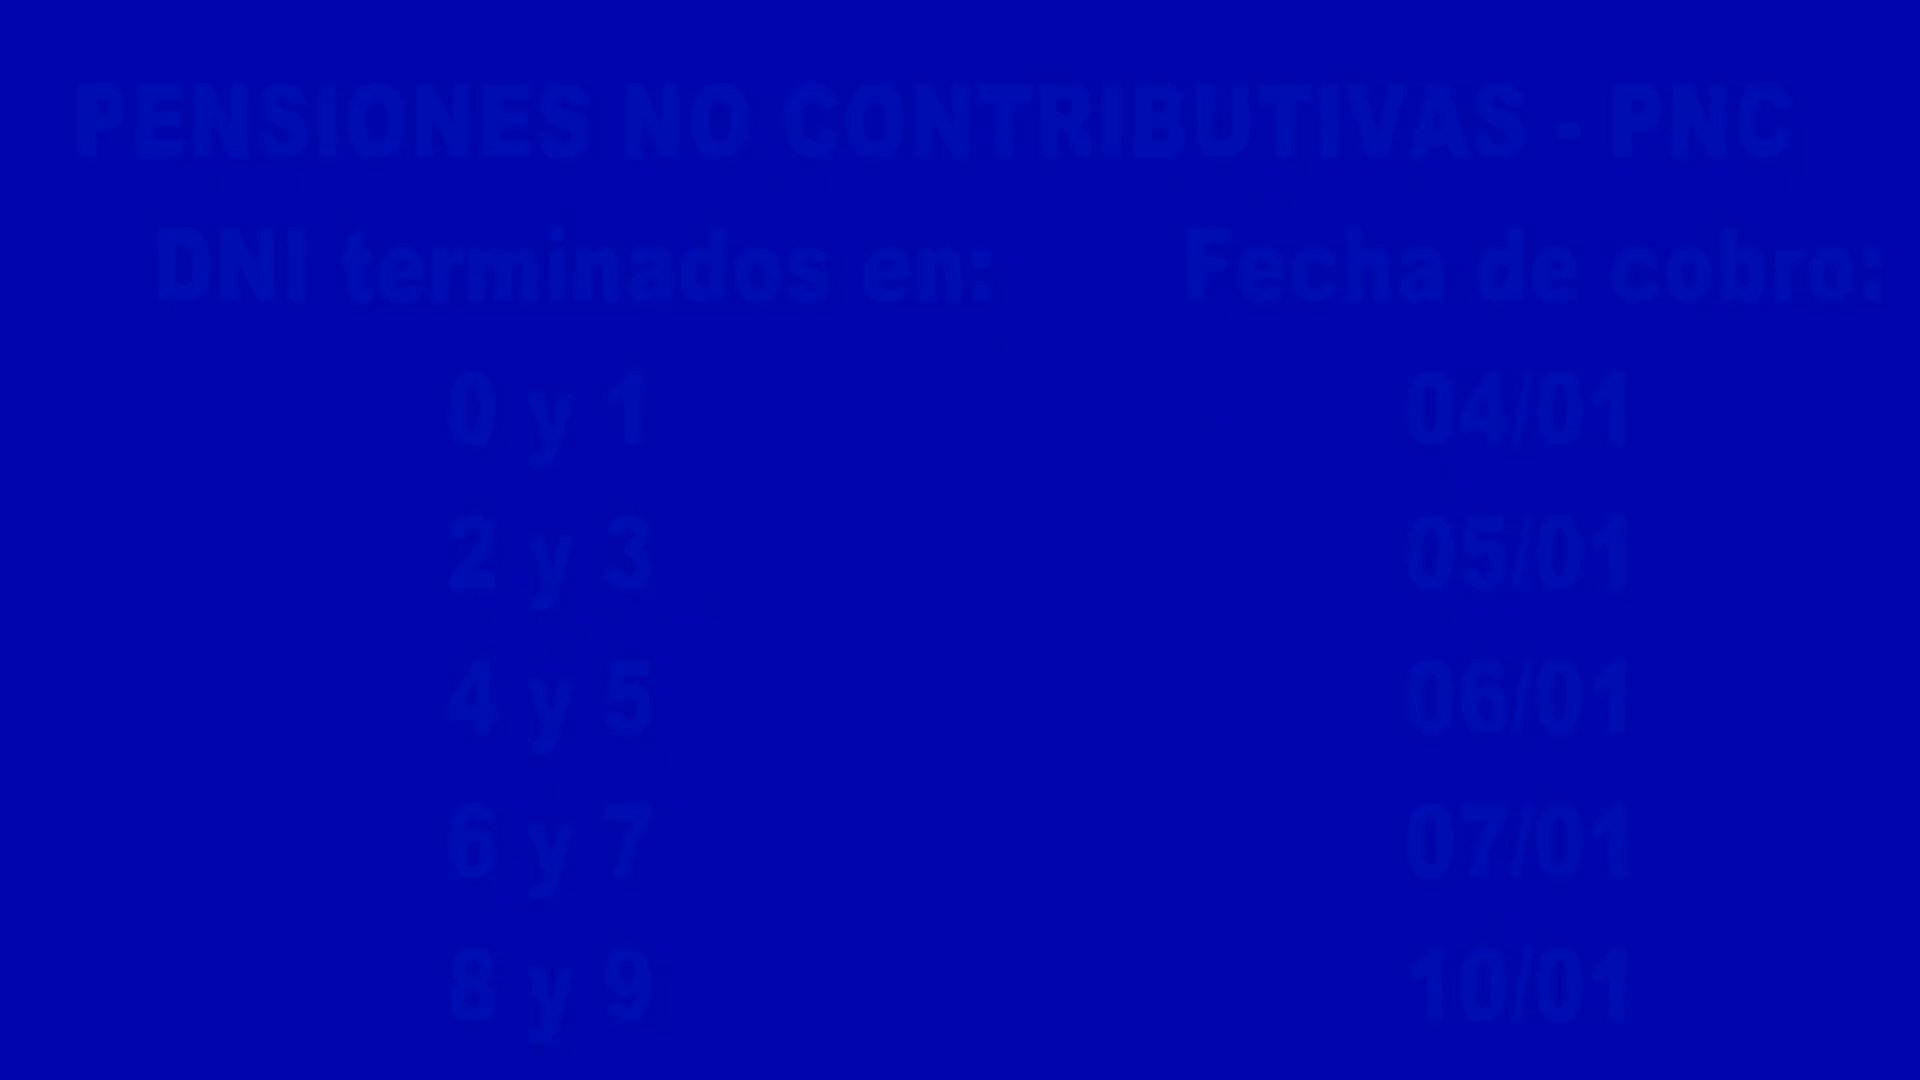 PENSIONES NO CONTRIBUTIVAS - PNC
DNI terminados en: Fecha de cobro:
0 y 1 04/01
2 y 3 05/01
4 y 5 06/01
6 y 7 07/01
8 y 9 10/01